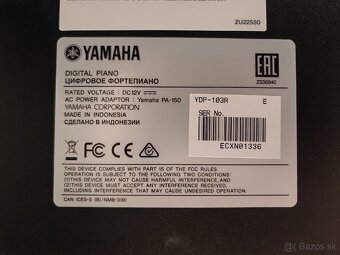 ZU22550
YAMAHA
DIGITAL PIANO
ЦИФРОВОЕ ФОРТЕПИАНО
RATED VOLTAGE : DC12V
AC POWER ADAPTOR : Yamaha PA-150
YAMAHA CORPORATION
MADE IN INDONESIA
СДЕЛАНО В ИНДОНЕЗИИ
EAC
YDP-103R E
SER No.
ECXN01336
FC CE
THIS DEVICE COMPLIES WITH PART 15 OF THE FCC RULES.
OPERATION IS SUBJECT TO THE FOLLOWING TWO CONDITIONS:
(1) THIS DEVICE MAY NOT CAUSE HARMFUL INTERFERENCE, AND
(2) THIS DEVICE MUST ACCEPT ANY INTERFERENCE RECEIVED,
INCLUDING INTERFERENCE THAT MAY CAUSE UNDESIRED OPERATION.
CAN ICES-3 (B)/NMB-3(B)
bazos.sk